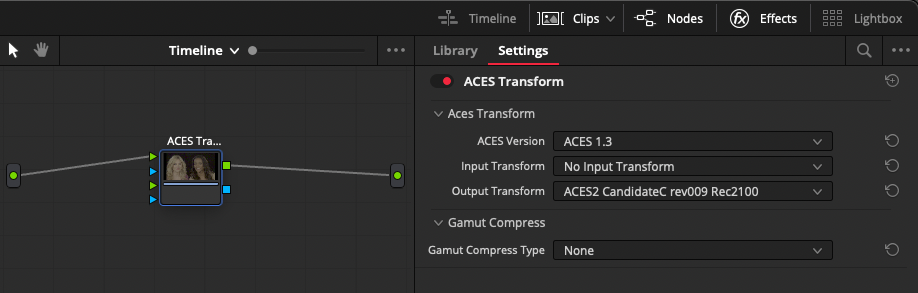 Timeline Clips Nodes fx Effects Lightbox
Timeline ••• Library Settings •••
ACES Transform
Aces Transform
ACES Tra...
ACES Version ACES 1.3
Input Transform No Input Transform
Output Transform ACES2 CandidateC rev009 Rec2100
Gamut Compress
Gamut Compress Type None